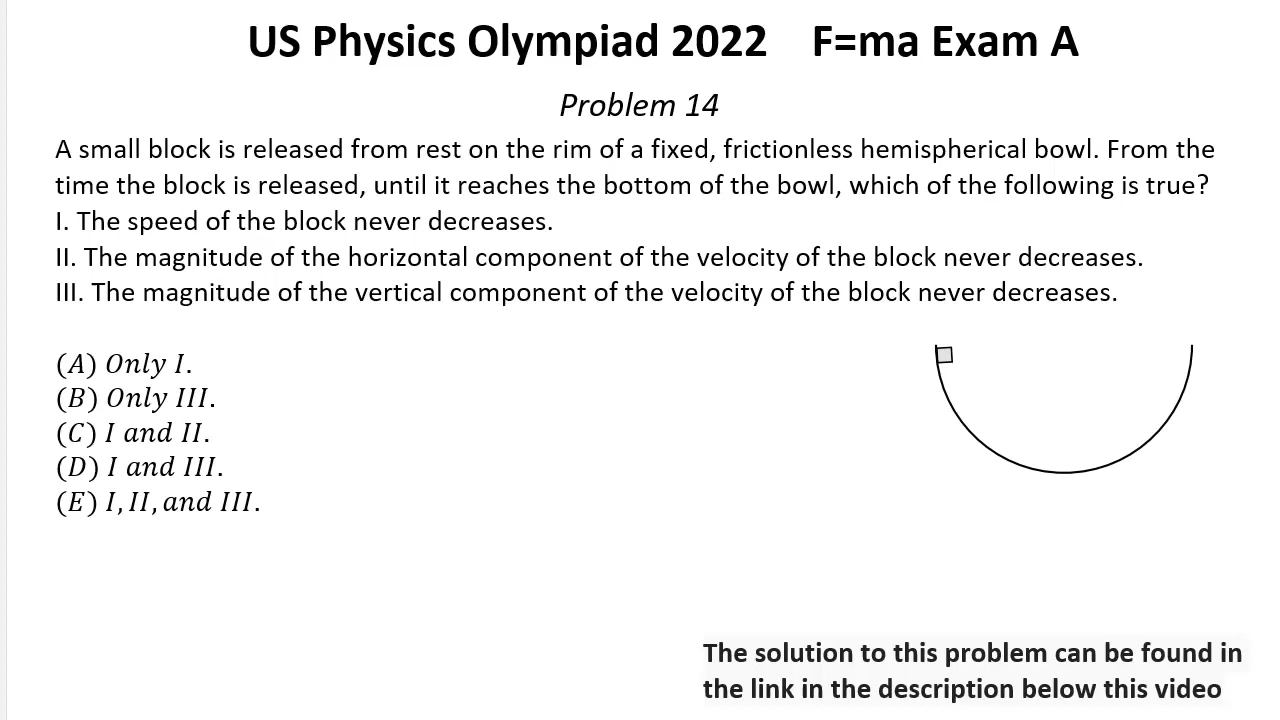 US Physics Olympiad 2022 F=ma Exam A
Problem 14
A small block is released from rest on the rim of a fixed, frictionless hemispherical bowl. From the
time the block is released, until it reaches the bottom of the bowl, which of the following is true?
I. The speed of the block never decreases.
II. The magnitude of the horizontal component of the velocity of the block never decreases.
III. The magnitude of the vertical component of the velocity of the block never decreases.
(A) Only I.
(B) Only III.
(C) I and II.
(D) I and III.
(E) I, II, and III.
The solution to this problem can be found in
the link in the description below this video